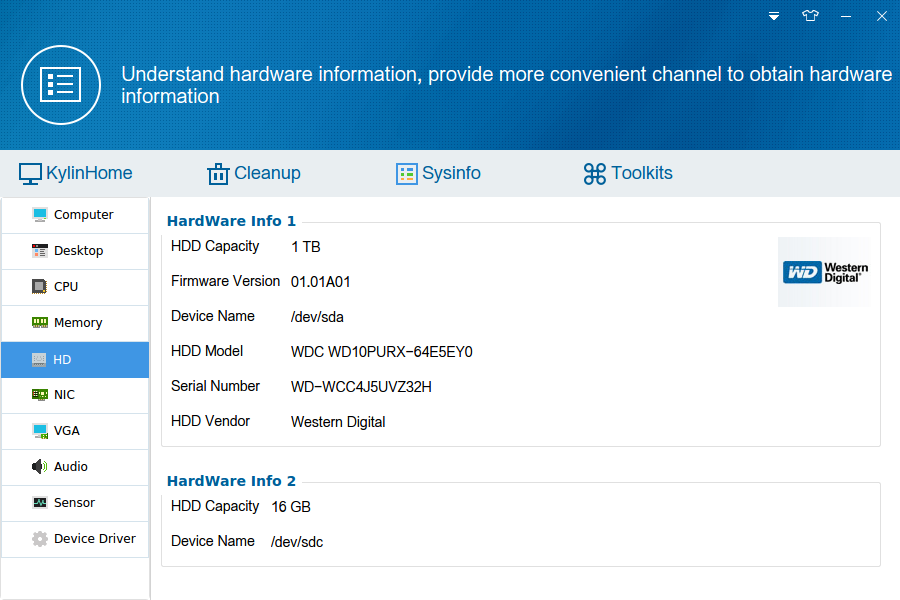 Understand hardware information, provide more convenient channel to obtain hardware
information
KylinHome Cleanup Sysinfo Toolkits
Computer
Desktop
CPU
Memory
HD
NIC
VGA
Audio
Sensor
Device Driver
HardWare Info 1
HDD Capacity 1 TB
Firmware Version 01.01A01
Device Name /dev/sda
HDD Model WDC WD10PURX-64E5EY0
Serial Number WD-WCC4J5UVZ32H
HDD Vendor Western Digital
WD Western
Digital®
HardWare Info 2
HDD Capacity 16 GB
Device Name /dev/sdc